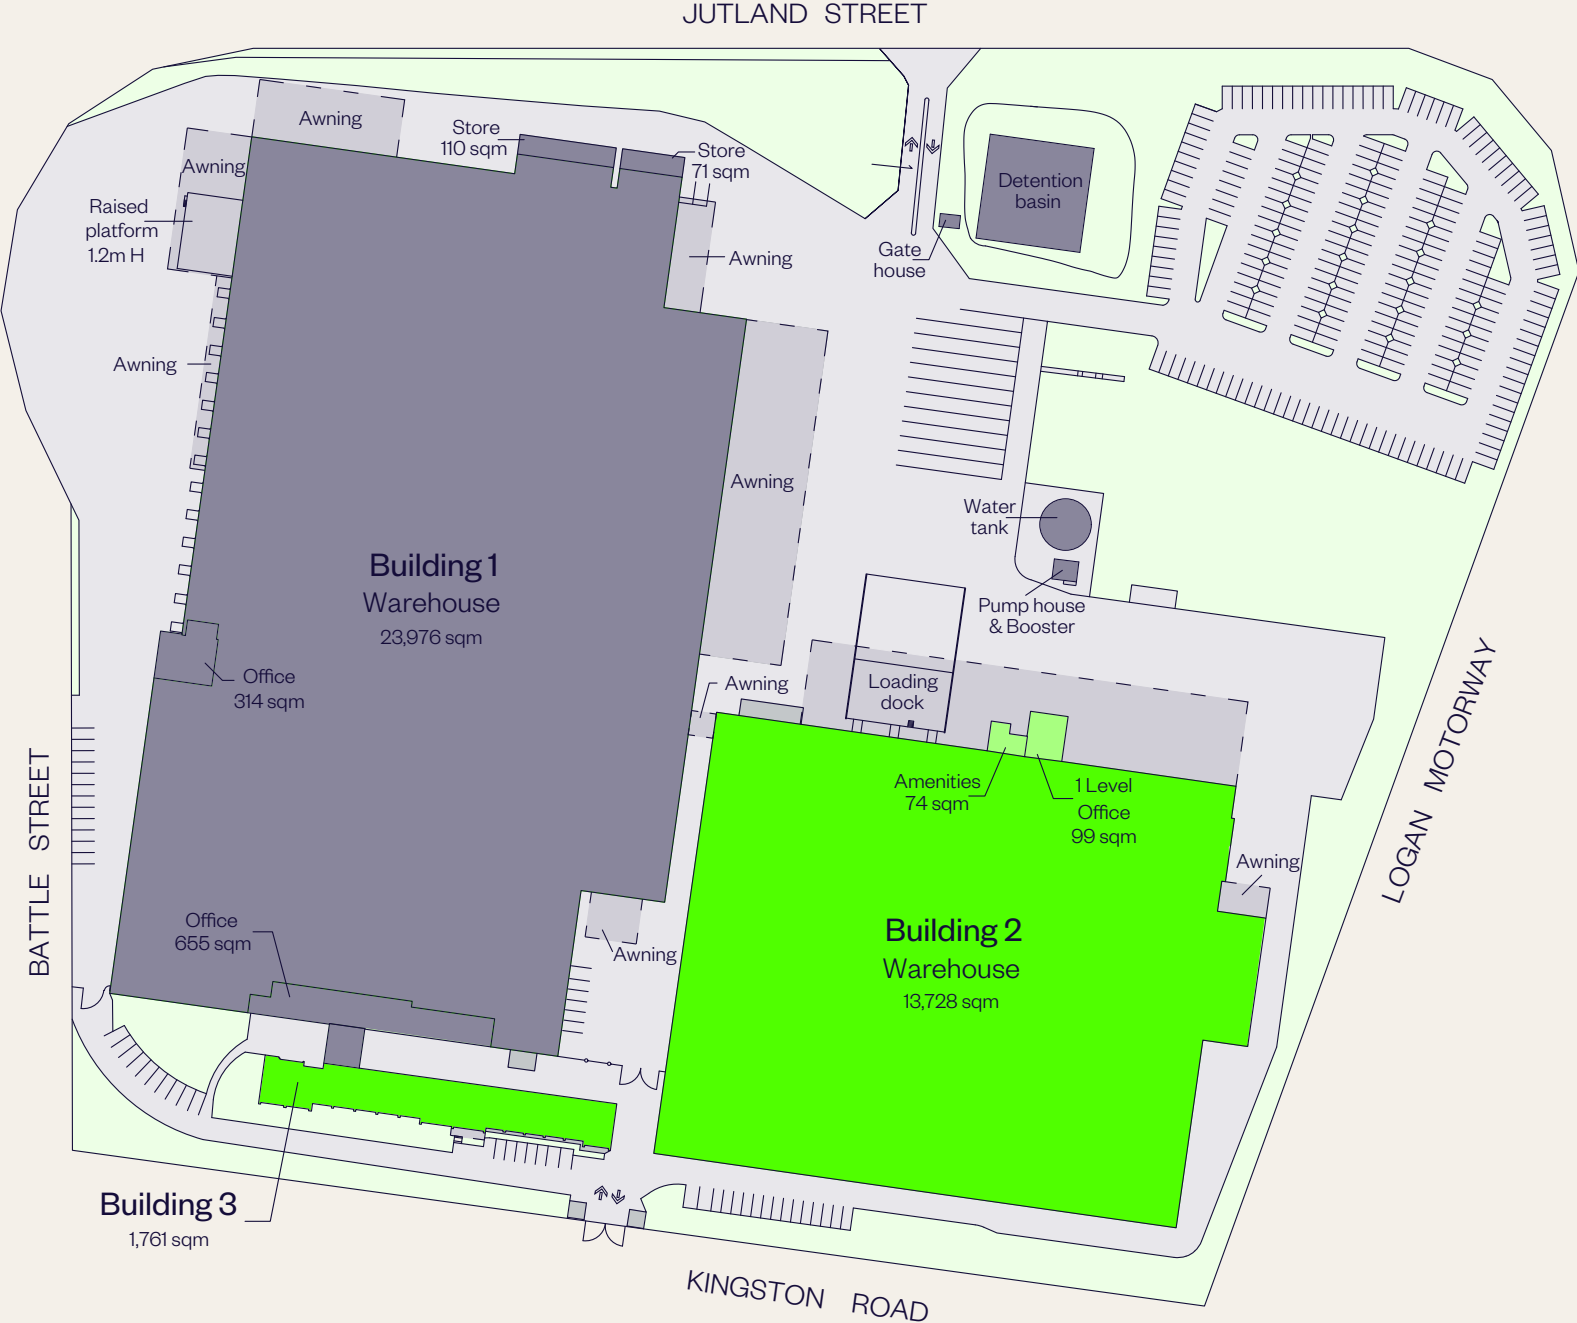 JUTLAND STREET
Awning
Store
110 sqm
Store
71 sqm
Awning
Raised
platform
1.2m H
Detention
basin
Gate
house
Awning
Awning
Awning
Water
tank
Building 1
Warehouse
23,976 sqm
Pump house
& Booster
Office
314 sqm
Awning
Loading
dock
Amenities
74 sqm
1 Level
Office
99 sqm
LOGAN MOTORWAY
BATTLE STREET
Awning
Office
655 sqm
Awning
Building 2
Warehouse
13,728 sqm
Building 3
1,761 sqm
KINGSTON ROAD